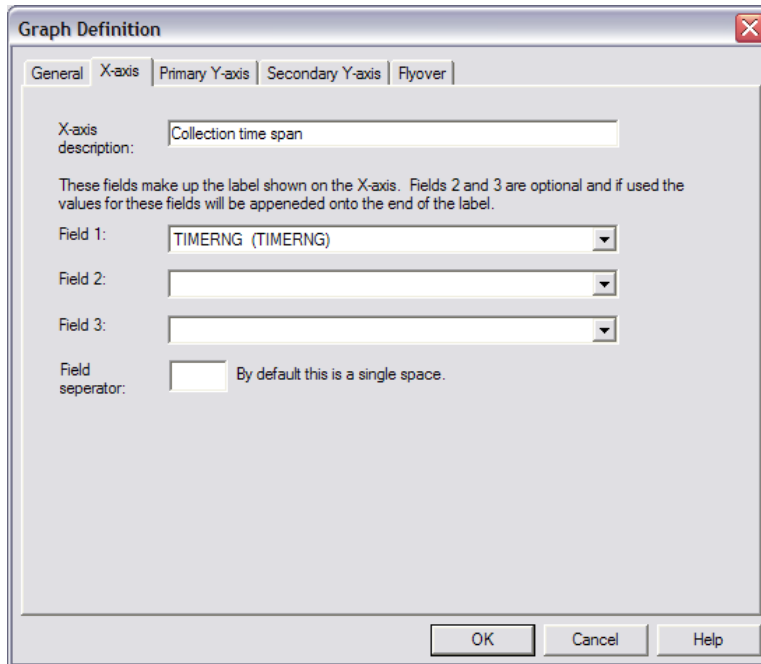 Graph Definition
General X-axis Primary Y-axis Secondary Y-axis Flyover
X-axis
description:
Collection time span
These fields make up the label shown on the X-axis. Fields 2 and 3 are optional and if used the
values for these fields will be appeneded onto the end of the label.
Field 1:
TIMERNG (TIMERNG)
Field 2:
Field 3:
Field
seperator:
By default this is a single space.
OK Cancel Help